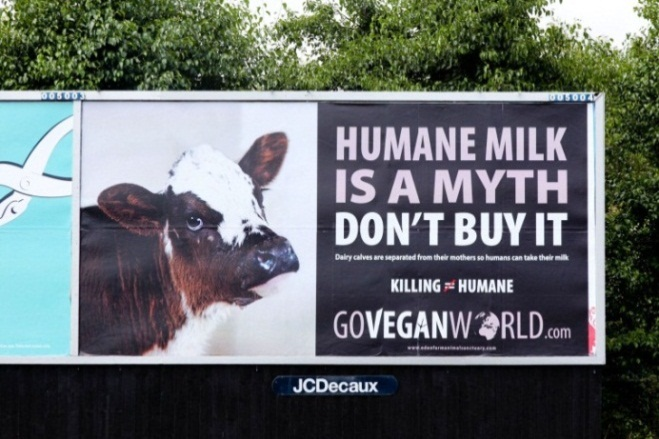 005003
005004
HUMANE MILK
IS A MYTH
DON'T BUY IT
Dairy calves are separated from their mothers so humans can take their milk
KILLING ≠ HUMANE
GOVEGANWORLD.com
JCDecaux